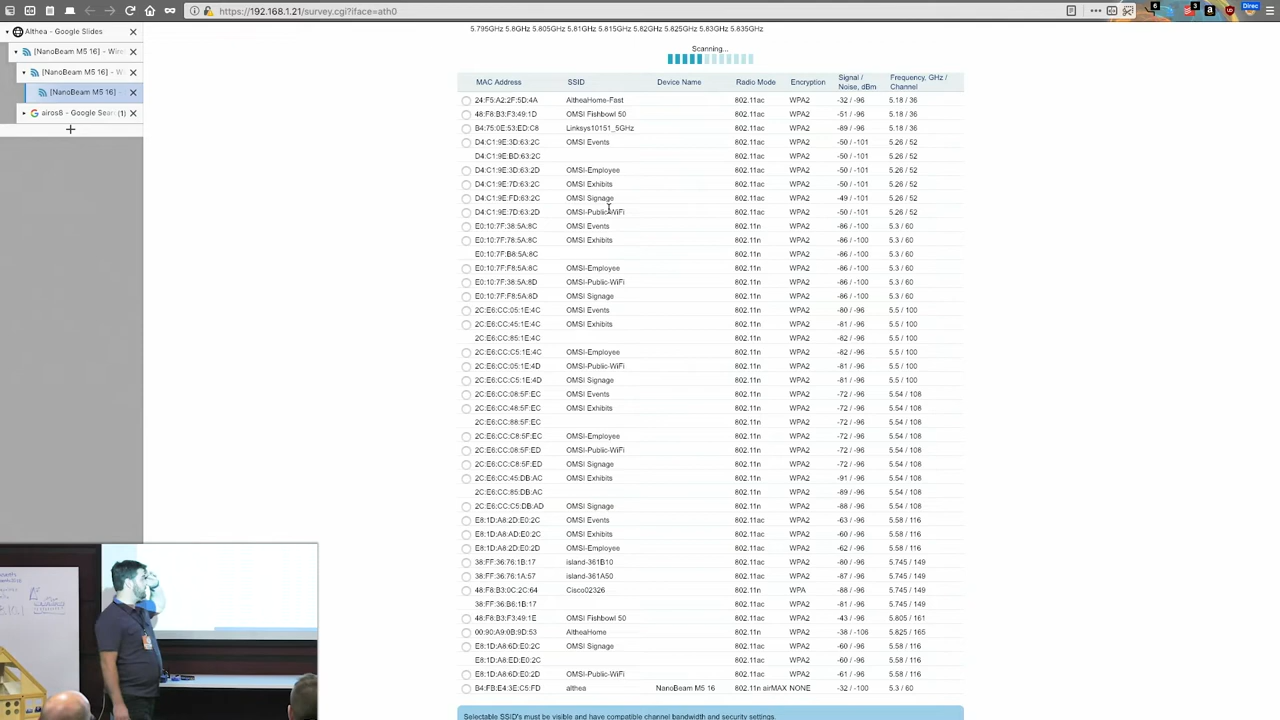 https://192.168.1.21/survey.cgi?iface=ath0
6
3
Direc
Althea - Google Slides
[NanoBeam M5 16] - Wire
[NanoBeam M5 16] - Wi
[NanoBeam M5 16] -
airos8 - Google Sear (1)
5.795GHz 5.8GHz 5.805GHz 5.81GHz 5.815GHz 5.82GHz 5.825GHz 5.83GHz 5.835GHz
Scanning...
MAC Address SSID Device Name Radio Mode Encryption Signal / Noise, dBm Frequency, GHz / Channel
24:F5:A2:2F:5D:4A AltheaHome-Fast 802.11ac WPA2 -32 / -96 5.18 / 36
48:F8:B3:F3:49:1D OMSI Fishbowl 50 802.11ac WPA2 -51 / -96 5.18 / 36
B4:75:0E:53:ED:C8 Linksys10151_5GHz 802.11ac WPA2 -89 / -96 5.18 / 36
D4:C1:9E:3D:63:2C OMSI Events 802.11ac WPA2 -50 / -101 5.26 / 52
D4:C1:9E:BD:63:2C 802.11ac WPA2 -50 / -101 5.26 / 52
D4:C1:9E:3D:63:2D OMSI-Employee 802.11ac WPA2 -50 / -101 5.26 / 52
D4:C1:9E:7D:63:2C OMSI Exhibits 802.11ac WPA2 -50 / -101 5.26 / 52
D4:C1:9E:FD:63:2C OMSI Signage 802.11ac WPA2 -49 / -101 5.26 / 52
D4:C1:9E:7D:63:2D OMSI-Public-WiFi 802.11ac WPA2 -50 / -101 5.26 / 52
E0:10:7F:38:5A:8C OMSI Events 802.11n WPA2 -86 / -100 5.3 / 60
E0:10:7F:78:5A:8C OMSI Exhibits 802.11n WPA2 -86 / -100 5.3 / 60
E0:10:7F:B8:5A:8C 802.11n WPA2 -86 / -100 5.3 / 60
E0:10:7F:F8:5A:8C OMSI-Employee 802.11n WPA2 -86 / -100 5.3 / 60
E0:10:7F:38:5A:8D OMSI-Public-WiFi 802.11n WPA2 -86 / -100 5.3 / 60
E0:10:7F:F8:5A:8D OMSI Signage 802.11n WPA2 -86 / -100 5.3 / 60
2C:E6:CC:05:1E:4C OMSI Events 802.11n WPA2 -80 / -96 5.5 / 100
2C:E6:CC:45:1E:4C OMSI Exhibits 802.11n WPA2 -81 / -96 5.5 / 100
2C:E6:CC:85:1E:4C 802.11n WPA2 -82 / -96 5.5 / 100
2C:E6:CC:C5:1E:4C OMSI-Employee 802.11n WPA2 -82 / -96 5.5 / 100
2C:E6:CC:05:1E:4D OMSI-Public-WiFi 802.11n WPA2 -81 / -96 5.5 / 100
2C:E6:CC:C5:1E:4D OMSI Signage 802.11n WPA2 -81 / -96 5.5 / 100
2C:E6:CC:08:5F:EC OMSI Events 802.11n WPA2 -72 / -96 5.54 / 108
2C:E6:CC:48:5F:EC OMSI Exhibits 802.11n WPA2 -72 / -96 5.54 / 108
2C:E6:CC:88:5F:EC 802.11n WPA2 -72 / -96 5.54 / 108
2C:E6:CC:C8:5F:EC OMSI-Employee 802.11n WPA2 -72 / -96 5.54 / 108
2C:E6:CC:08:5F:ED OMSI-Public-WiFi 802.11n WPA2 -72 / -96 5.54 / 108
2C:E6:CC:C8:5F:ED OMSI Signage 802.11n WPA2 -72 / -96 5.54 / 108
2C:E6:CC:45:DB:AC OMSI Exhibits 802.11n WPA2 -91 / -96 5.54 / 108
2C:E6:CC:85:DB:AC 802.11n WPA2 -89 / -96 5.54 / 108
2C:E6:CC:C5:DB:AD OMSI Signage 802.11n WPA2 -88 / -96 5.54 / 108
E8:1D:A8:2D:E0:2C OMSI Events 802.11ac WPA2 -63 / -96 5.58 / 116
E8:1D:A8:AD:E0:2C OMSI Exhibits 802.11ac WPA2 -60 / -96 5.58 / 116
E8:1D:A8:2D:E0:2D OMSI-Employee 802.11ac WPA2 -62 / -96 5.58 / 116
38:FF:36:76:1B:17 island-361B10 802.11ac WPA2 -80 / -96 5.745 / 149
38:FF:36:76:1A:57 island-361A50 802.11ac WPA2 -87 / -96 5.745 / 149
48:F8:B3:0C:2C:64 Cisco02326 802.11n WPA -88 / -96 5.745 / 149
38:FF:36:B6:1B:17 802.11ac WPA2 -81 / -96 5.745 / 149
48:F8:B3:F3:49:1E OMSI Fishbowl 50 802.11ac WPA2 -43 / -96 5.805 / 161
00:90:A9:0B:9D:53 AltheaHome 802.11n WPA2 -38 / -106 5.825 / 165
E8:1D:A8:6D:E0:2C OMSI Signage 802.11ac WPA2 -60 / -96 5.58 / 116
E8:1D:A8:ED:E0:2C 802.11ac WPA2 -60 / -96 5.58 / 116
E8:1D:A8:6D:E0:2D OMSI-Public-WiFi 802.11ac WPA2 -61 / -96 5.58 / 116
B4:FB:E4:3E:C5:FD althea NanoBeam M5 16 802.11n airMAX NONE -32 / -100 5.3 / 60
Selectable SSID's must be visible and have compatible channel bandwidth and security settings.